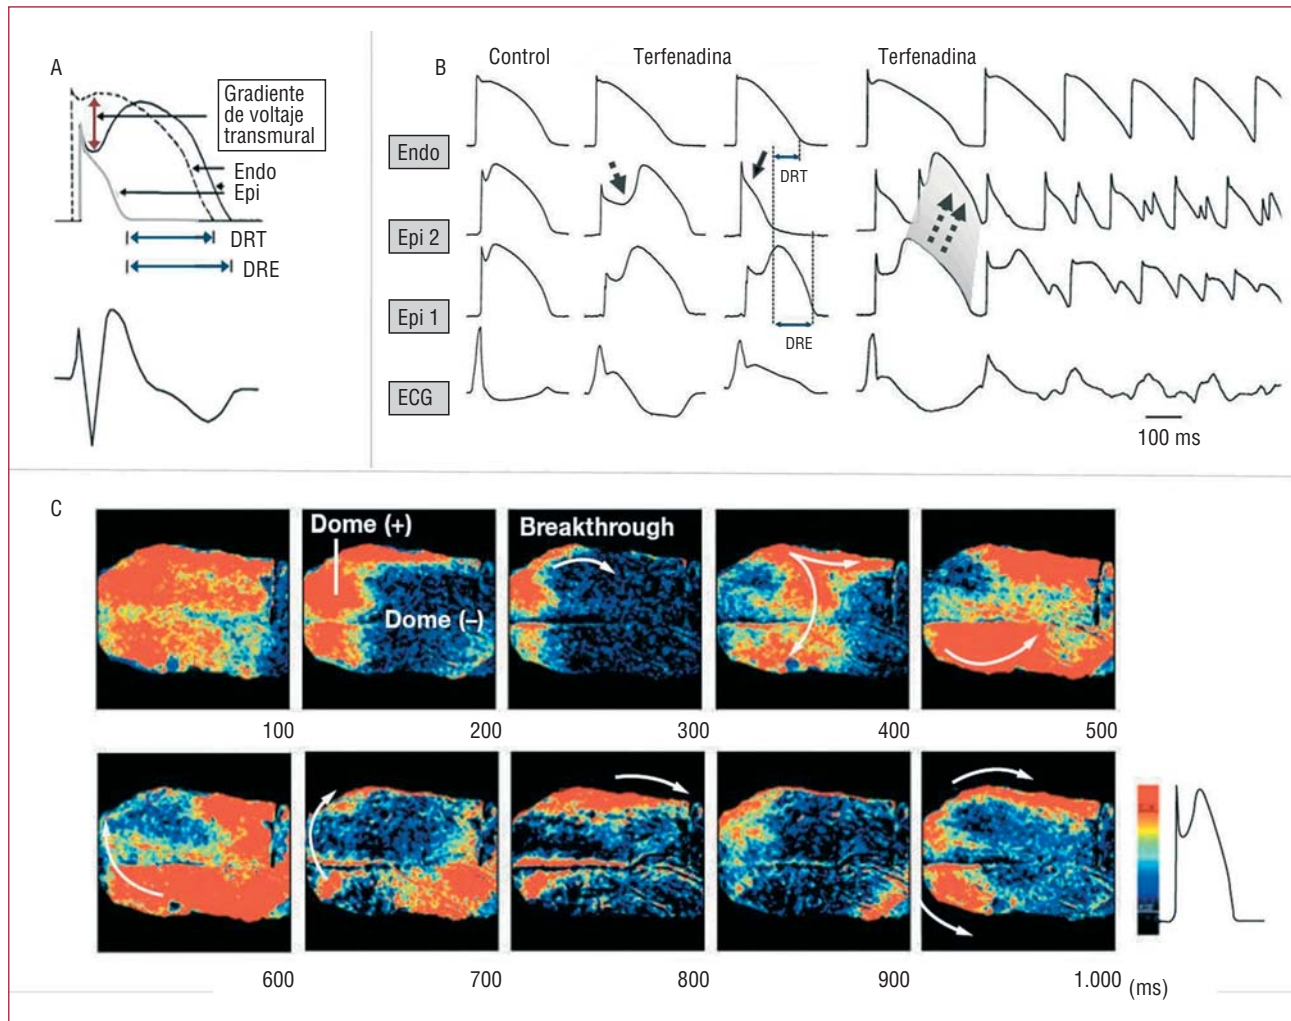 A
Gradiente
de voltaje
transmural
Endo
Epi
DRT
DRE
B
Control
Terfenadina
Terfenadina
Endo
DRT
Epi 2
Epi 1
DRE
ECG
100 ms
C
Dome (+)
Dome (–)
Breakthrough
100
200
300
400
500
600
700
800
900
1.000
(ms)